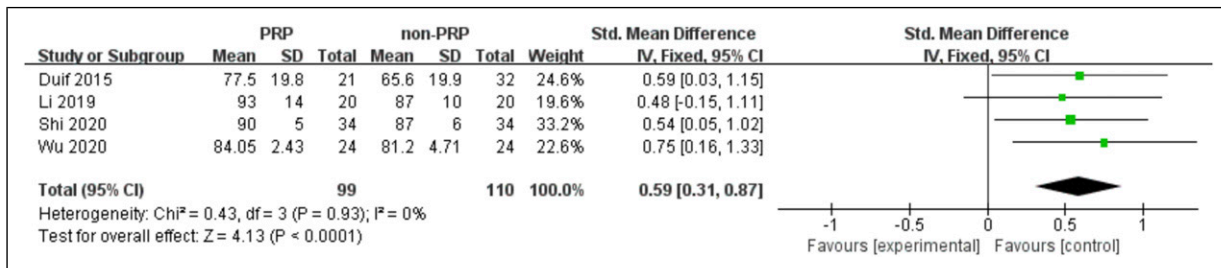 PRP non-PRP Std. Mean Difference Std. Mean Difference
Study or Subgroup Mean SD Total Mean SD Total Weight IV, Fixed, 95% CI IV, Fixed, 95% CI
Duif 2015 77.5 19.8 21 65.6 19.9 32 24.6% 0.59 [0.03, 1.15]
Li 2019 93 14 20 87 10 20 19.6% 0.48 [-0.15, 1.11]
Shi 2020 90 5 34 87 6 34 33.2% 0.54 [0.05, 1.02]
Wu 2020 84.05 2.43 24 81.2 4.71 24 22.6% 0.75 [0.16, 1.33]
Total (95% CI) 99 110 100.0% 0.59 [0.31, 0.87]
Heterogeneity: Chi² = 0.43, df = 3 (P = 0.93); I² = 0%
Test for overall effect: Z = 4.13 (P < 0.0001)
-1 -0.5 0 0.5 1
Favours [experimental] Favours [control]